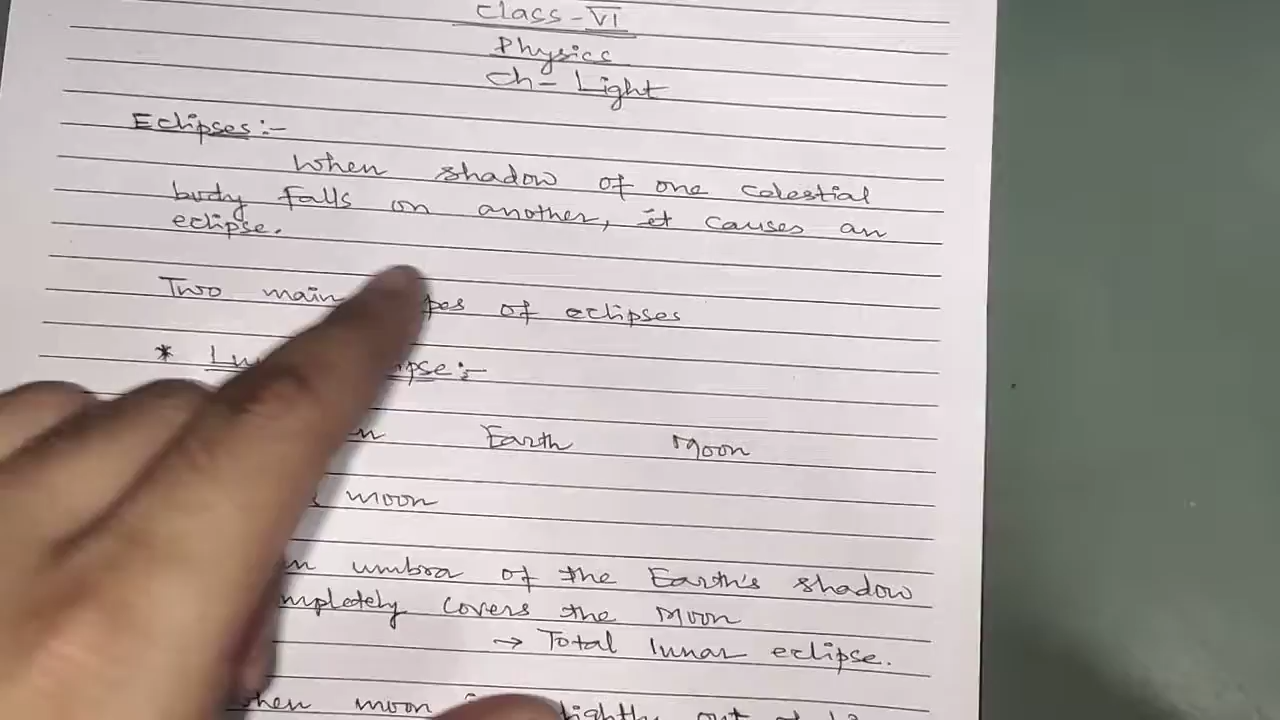 Class - VI
Physics
Ch - Light
Eclipses :-
When shadow of one celestial
body falls on another, it causes an
eclipse.
Two main of eclipses
* :-
Earth Moon
moon
umbra of the Earth's shadow
covers the Moon
→ Total lunar eclipse.
moon